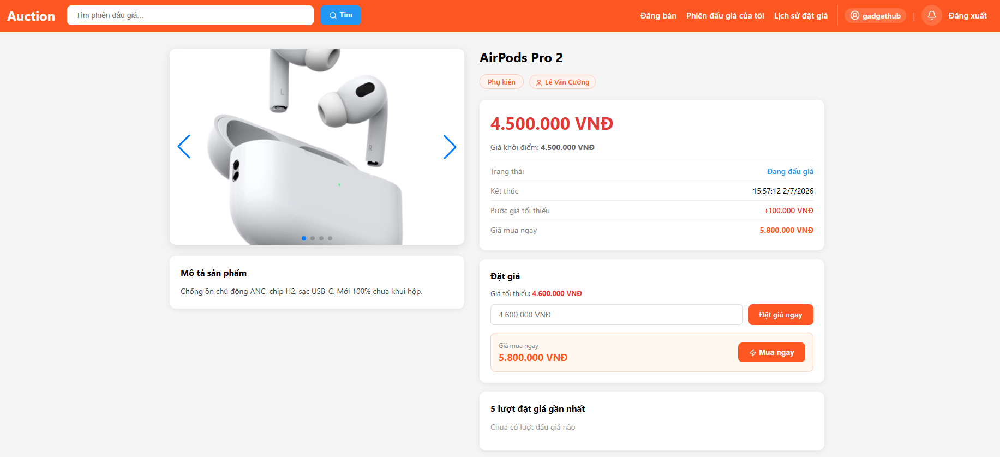 Auction
Tìm phiên đấu giá...
Tìm
Đăng bán
Phiên đấu giá của tôi
Lịch sử đặt giá
gadgethub
Đăng xuất
L
R
AirPods Pro 2
Phụ kiện
Lê Văn Cường
4.500.000 VNĐ
Giá khởi điểm: 4.500.000 VNĐ
Trạng thái
Đang đấu giá
Kết thúc
15:57:12 2/7/2026
Bước giá tối thiểu
+100.000 VNĐ
Giá mua ngay
5.800.000 VNĐ
Mô tả sản phẩm
Chống ồn chủ động ANC, chip H2, sạc USB-C. Mới 100% chưa khui hộp.
Đặt giá
Giá tối thiểu: 4.600.000 VNĐ
4.600.000 VNĐ
Đặt giá ngay
Giá mua ngay
5.800.000 VNĐ
Mua ngay
5 lượt đặt giá gần nhất
Chưa có lượt đấu giá nào